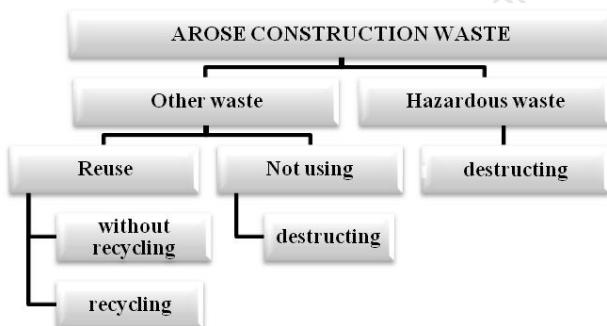 AROSE CONSTRUCTION WASTE
Other waste
Hazardous waste
Reuse
Not using
destructing
without
recycling
destructing
recycling